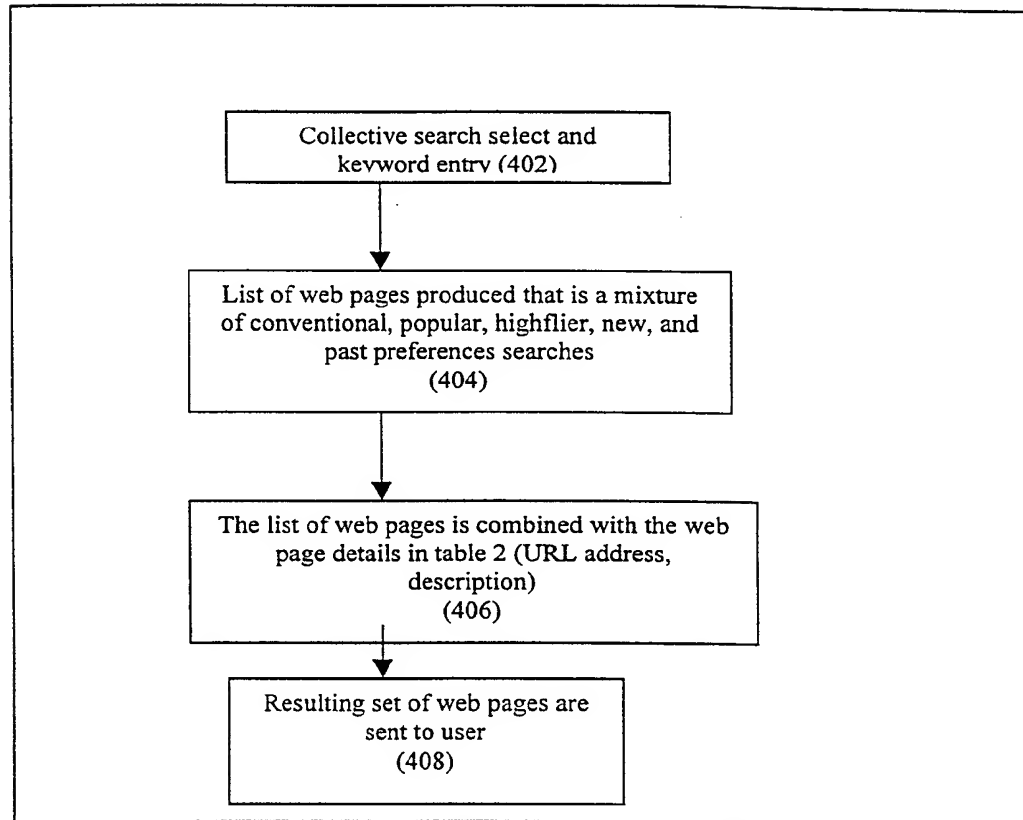 Collective search select and
keyword entry (402)
List of web pages produced that is a mixture
of conventional, popular, highflier, new, and
past preferences searches
(404)
The list of web pages is combined with the web
page details in table 2 (URL address,
description)
(406)
Resulting set of web pages are
sent to user
(408)